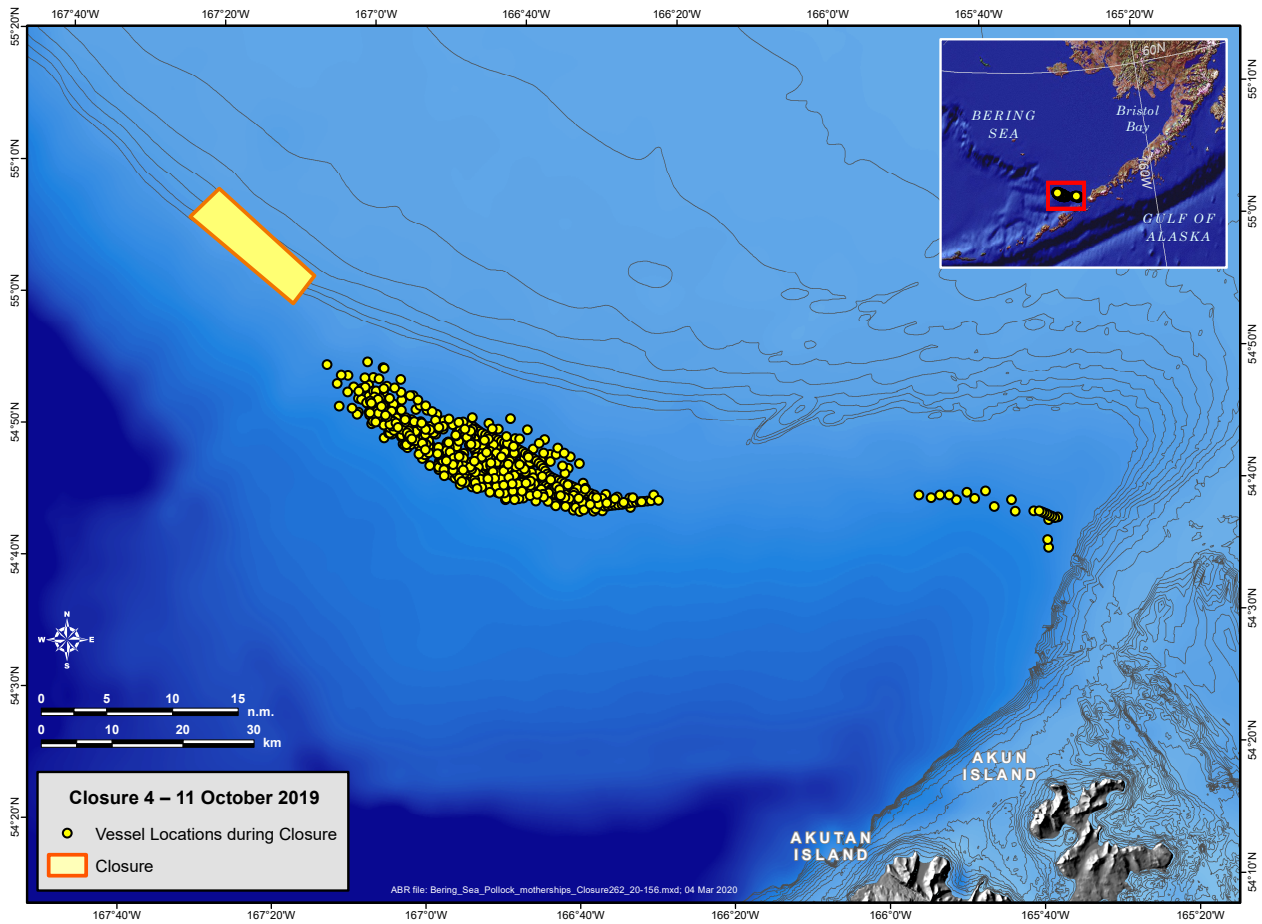 167°40'W 167°20'W 167°0'W 166°40'W 166°20'W 166°0'W 165°40'W 165°20'W
55°20'N
55°10'N
55°0'N
54°50'N
54°40'N
54°30'N
54°20'N
55°10'N
55°0'N
54°50'N
54°40'N
54°30'N
54°20'N
54°10'N
60N
BERING
SEA
Bristol
Bay
160W
GULF OF
ALASKA
N
W E
S
0 5 10 15
n.m.
0 10 20 30
km
AKUN
ISLAND
AKUTAN
ISLAND
Closure 4 – 11 October 2019
Vessel Locations during Closure
Closure
ABR file: Bering_Sea_Pollock_motherships_Closure262_20-156.mxd; 04 Mar 2020
167°40'W 167°20'W 167°0'W 166°40'W 166°20'W 166°0'W 165°40'W 165°20'W